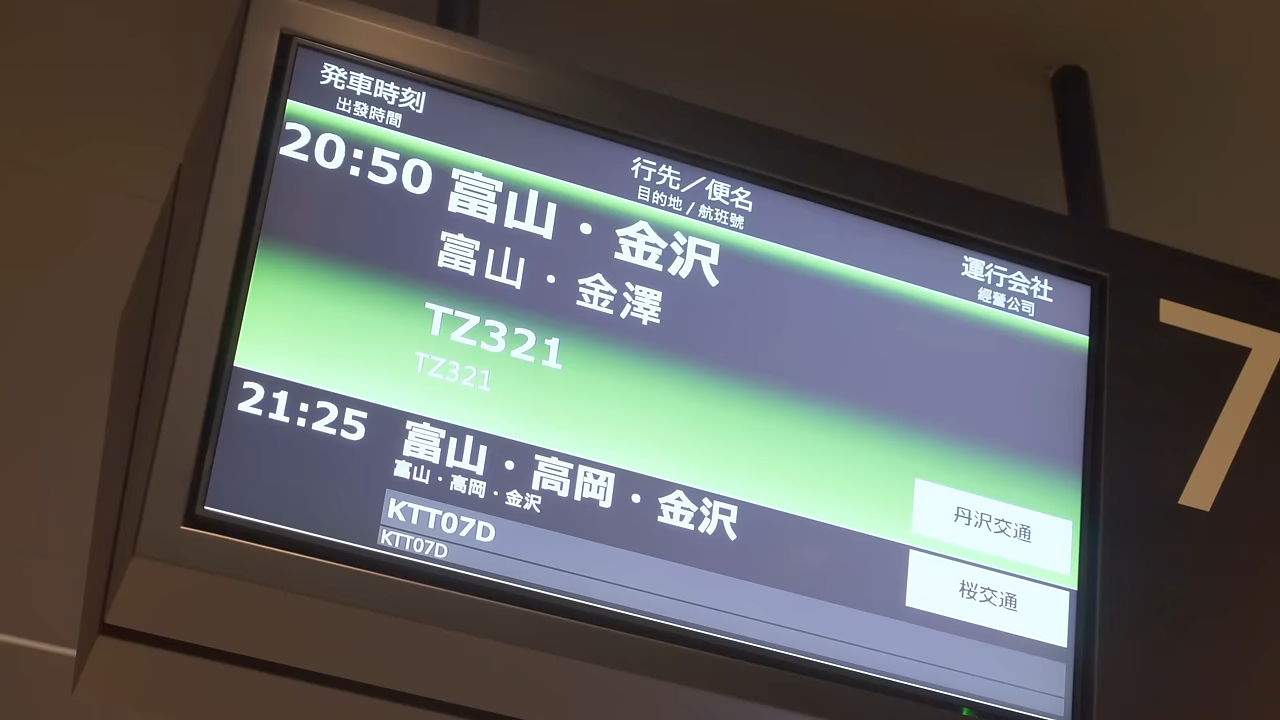 発車時刻
出發時間
行先／便名
目的地 / 航班號
運行会社
經營公司
20:50
富山・金沢
富山・金澤
TZ321
TZ321
丹沢交通
21:25
富山・高岡・金沢
富山・高岡・金沢
KTT07D
KTT07D
桜交通
7